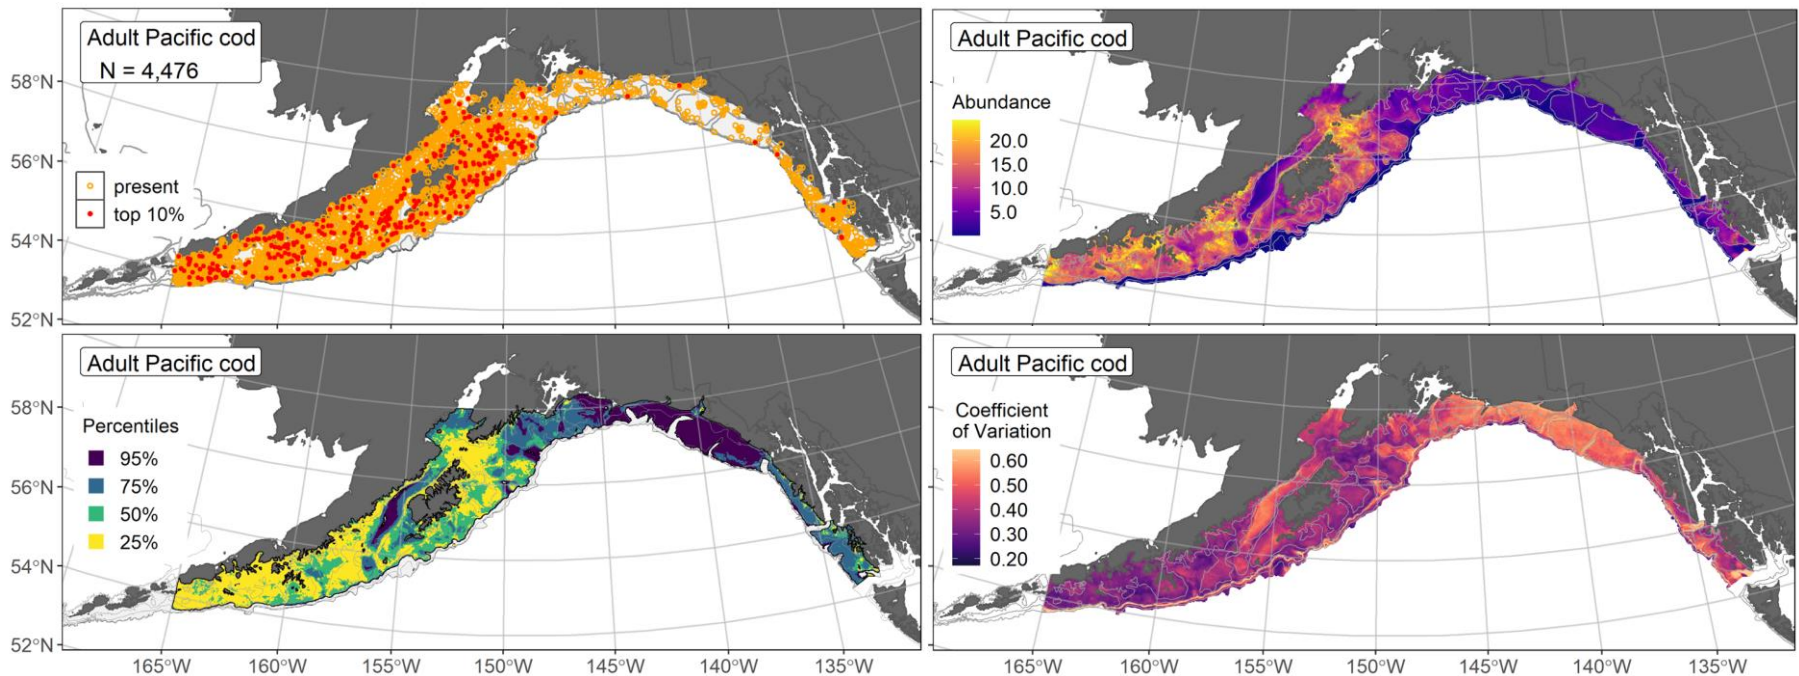 Adult Pacific cod
N = 4,476
present
top 10%
58°N
56°N
54°N
52°N
Adult Pacific cod
Abundance
20.0
15.0
10.0
5.0
Adult Pacific cod
Percentiles
95%
75%
50%
25%
58°N
56°N
54°N
52°N
165°W 160°W 155°W 150°W 145°W 140°W 135°W
Adult Pacific cod
Coefficient
of Variation
0.60
0.50
0.40
0.30
0.20
165°W 160°W 155°W 150°W 145°W 140°W 135°W